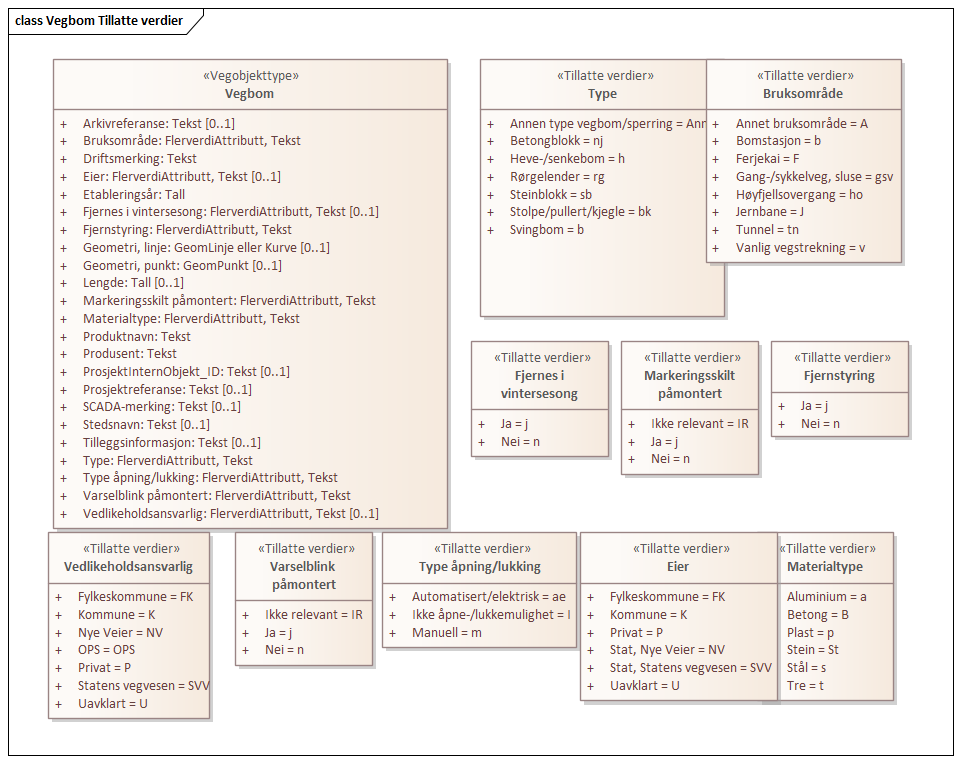 class Vegbom Tillatte verdier
«Vegobjekttype»
Vegbom
+ Arkivreferanse: Tekst [0..1]
+ Bruksområde: FlerverdiAttributt, Tekst
+ Driftsmerking: Tekst
+ Eier: FlerverdiAttributt, Tekst [0..1]
+ Etableringsår: Tall
+ Fjernes i vintersesong: FlerverdiAttributt, Tekst [0..1]
+ Fjernstyring: FlerverdiAttributt, Tekst
+ Geometri, linje: GeomLinje eller Kurve [0..1]
+ Geometri, punkt: GeomPunkt [0..1]
+ Lengde: Tall [0..1]
+ Markeringsskilt påmontert: FlerverdiAttributt, Tekst
+ Materialtype: FlerverdiAttributt, Tekst
+ Produktnavn: Tekst
+ Produsent: Tekst
+ ProsjektInternObjekt_ID: Tekst [0..1]
+ Prosjektreferanse: Tekst [0..1]
+ SCADA-merking: Tekst [0..1]
+ Stedsnavn: Tekst [0..1]
+ Tilleggsinformasjon: Tekst [0..1]
+ Type: FlerverdiAttributt, Tekst
+ Type åpning/lukking: FlerverdiAttributt, Tekst
+ Varselblink påmontert: FlerverdiAttributt, Tekst
+ Vedlikeholdsansvarlig: FlerverdiAttributt, Tekst [0..1]
«Tillatte verdier»
Type
+ Annen type vegbom/sperring = Ann
+ Betongblokk = nj
+ Heve-/senkebom = h
+ Rørgelender = rg
+ Steinblokk = sb
+ Stolpe/pullert/kjegle = bk
+ Svingbom = b
«Tillatte verdier»
Bruksområde
+ Annet bruksområde = A
+ Bomstasjon = b
+ Ferjekai = F
+ Gang-/sykkelveg, sluse = gsv
+ Høyfjellsovergang = ho
+ Jernbane = J
+ Tunnel = tn
+ Vanlig vegstrekning = v
«Tillatte verdier»
Fjernes i
vintersesong
+ Ja = j
+ Nei = n
«Tillatte verdier»
Markeringsskilt
påmontert
+ Ikke relevant = IR
+ Ja = j
+ Nei = n
«Tillatte verdier»
Fjernstyring
+ Ja = j
+ Nei = n
«Tillatte verdier»
Vedlikeholdsansvarlig
+ Fylkeskommune = FK
+ Kommune = K
+ Nye Veier = NV
+ OPS = OPS
+ Privat = P
+ Statens vegvesen = SVV
+ Uavklart = U
«Tillatte verdier»
Varselblink
påmontert
+ Ikke relevant = IR
+ Ja = j
+ Nei = n
«Tillatte verdier»
Type åpning/lukking
+ Automatisert/elektrisk = ae
+ Ikke åpne-/lukkemulighet = I
+ Manuell = m
«Tillatte verdier»
Eier
+ Fylkeskommune = FK
+ Kommune = K
+ Privat = P
+ Stat, Nye Veier = NV
+ Stat, Statens vegvesen = SVV
+ Uavklart = U
«Tillatte verdier»
Materialtype
Aluminium = a
Betong = B
Plast = p
Stein = St
Stål = s
Tre = t